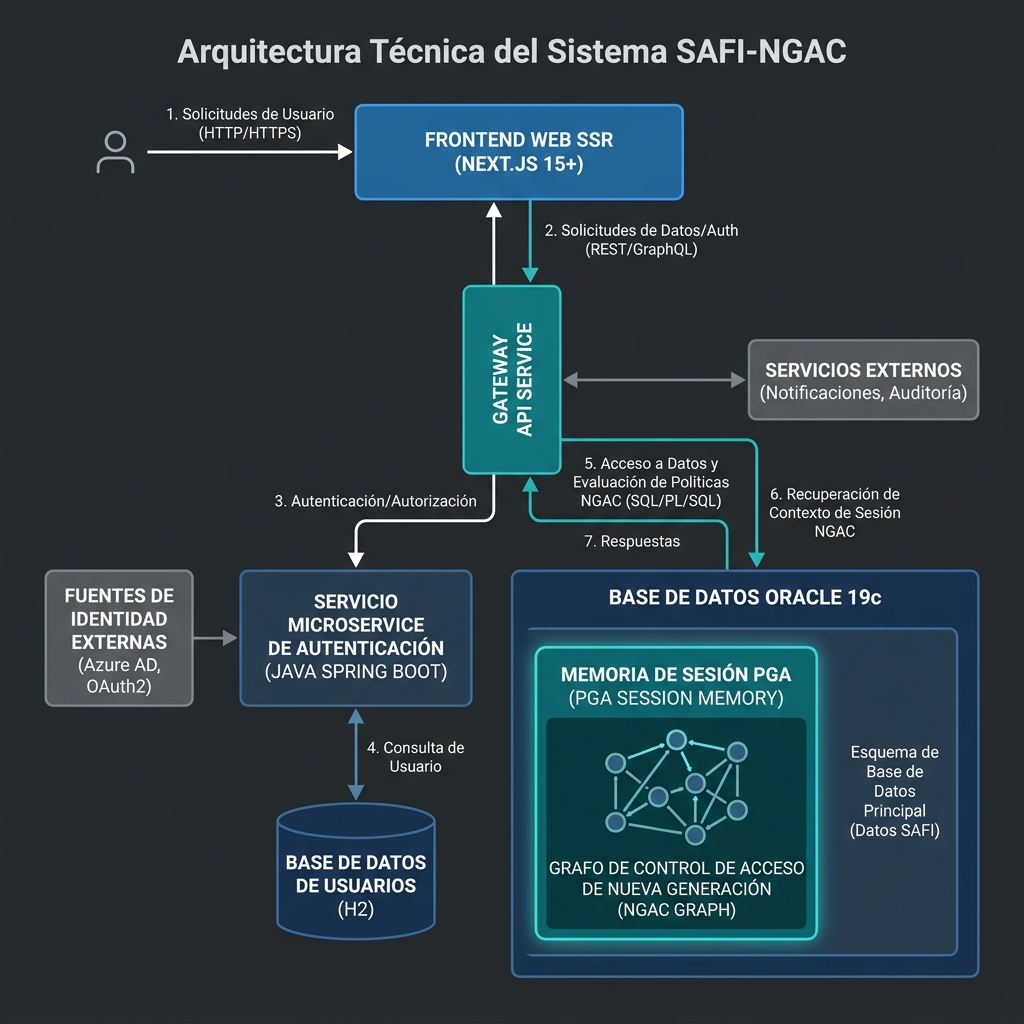 Arquitectura Técnica del Sistema SAFI-NGAC
1. Solicitudes de Usuario
(HTTP/HTTPS)
FRONTEND WEB SSR
(NEXT.JS 15+)
2. Solicitudes de Datos/Auth
(REST/GraphQL)
GATEWAY
API SERVICE
SERVICIOS EXTERNOS
(Notificaciones, Auditoría)
3. Autenticación/Autorización
5. Acceso a Datos y
Evaluación de Politicas
NGAC (SQL/PL/SQL)
6. Recuperación de
Contexto de Sesión
NGAC
7. Respuestas
FUENTES DE
IDENTIDAD
EXTERNAS
(Azure AD,
OAuth2)
SERVICIO
MICROSERVICE
DE AUTENTICACIÓN
(JAVA SPRING BOOT)
4. Consulta de
Usuario
BASE DE DATOS
DE USUARIOS
(H2)
BASE DE DATOS ORACLE 19c
MEMORIA DE SESIÓN PGA
(PGA SESSION MEMORY)
GRAFO DE CONTROL DE ACCESO
DE NUEVA GENERACIÓN
(NGAC GRAPH)
Esquema de
Base de
Datos
Principal
(Datos SAFI)